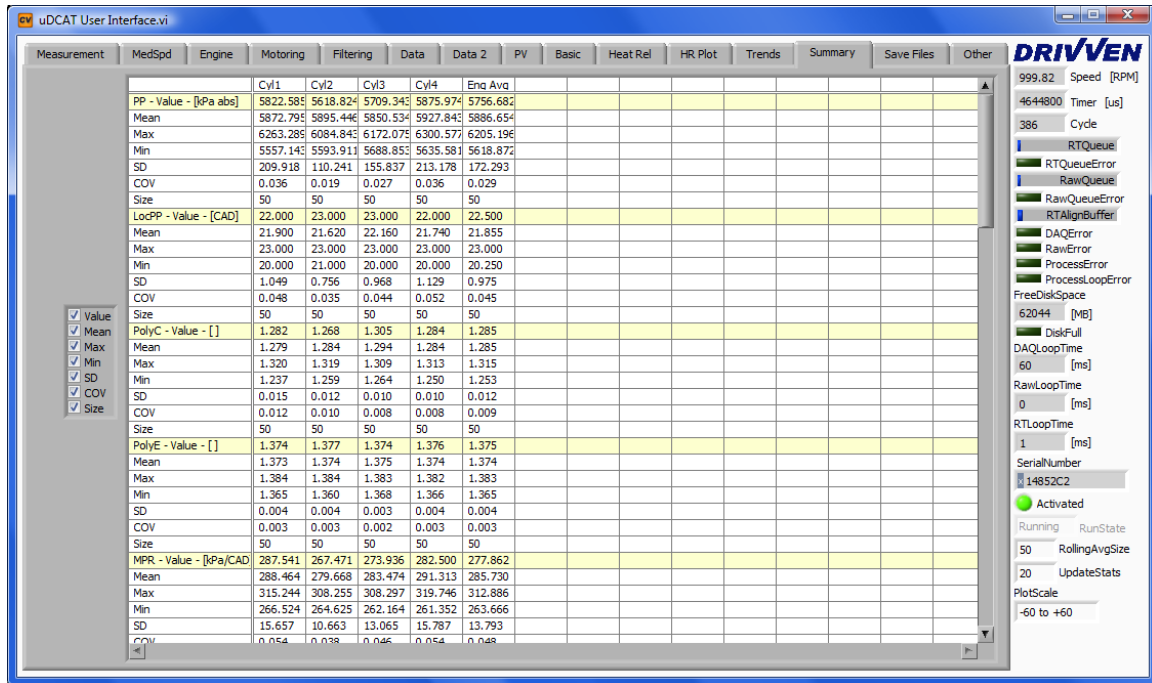 uDCAT User Interface.vi
Measurement MedSpd Engine Motoring Filtering Data Data 2 PV Basic Heat Rel HR Plot Trends Summary Save Files Other
DRIVVEN
Cyl1 Cyl2 Cyl3 Cyl4 Eng Avg
PP - Value - [kPa abs] 5822.585 5618.824 5709.343 5875.974 5756.682
Mean 5872.795 5895.446 5850.534 5927.843 5886.654
Max 6263.289 6084.843 6172.075 6300.577 6205.196
Min 5557.143 5593.911 5688.853 5635.581 5618.872
SD 209.918 110.241 155.837 213.178 172.293
COV 0.036 0.019 0.027 0.036 0.029
Size 50 50 50 50 50
LocPP - Value - [CAD] 22.000 23.000 23.000 22.000 22.500
Mean 21.900 21.620 22.160 21.740 21.855
Max 23.000 23.000 23.000 23.000 23.000
Min 20.000 21.000 20.000 20.000 20.250
SD 1.049 0.756 0.968 1.129 0.975
COV 0.048 0.035 0.044 0.052 0.045
Size 50 50 50 50 50
PolyC - Value - [ ] 1.282 1.268 1.305 1.284 1.285
Mean 1.279 1.284 1.294 1.284 1.285
Max 1.320 1.319 1.309 1.313 1.315
Min 1.237 1.259 1.264 1.250 1.253
SD 0.015 0.012 0.010 0.010 0.012
COV 0.012 0.010 0.008 0.008 0.009
Size 50 50 50 50 50
PolyE - Value - [ ] 1.374 1.377 1.374 1.376 1.375
Mean 1.373 1.374 1.375 1.374 1.374
Max 1.384 1.384 1.383 1.382 1.383
Min 1.365 1.360 1.368 1.366 1.365
SD 0.004 0.004 0.003 0.004 0.004
COV 0.003 0.003 0.002 0.003 0.003
Size 50 50 50 50 50
MPR - Value - [kPa/CAD 287.541 267.471 273.936 282.500 277.862
Mean 288.464 279.668 283.474 291.313 285.730
Max 315.244 308.255 308.297 319.746 312.886
Min 266.524 264.625 262.164 261.352 263.666
SD 15.657 10.663 13.065 15.787 13.793
COV 0.054 0.038 0.046 0.054 0.048
Value
Mean
Max
Min
SD
COV
Size
999.82 Speed [RPM]
4644800 Timer [us]
386 Cycle
RTQueue
RTQueueError
RawQueue
RawQueueError
RTAlignBuffer
DAQError
RawError
ProcessError
ProcessLoopError
FreeDiskSpace
62044 [MB]
DiskFull
DAQLoopTime
60 [ms]
RawLoopTime
0 [ms]
RTLoopTime
1 [ms]
SerialNumber
x 14852C2
Activated
Running RunState
50 RollingAvgSize
20 UpdateStats
PlotScale
-60 to +60